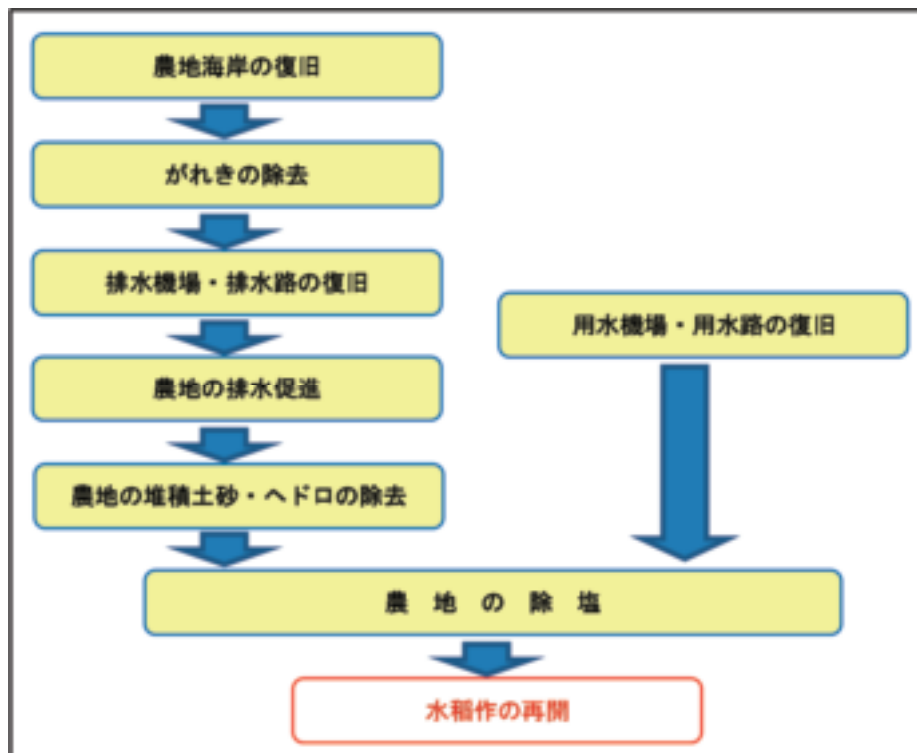 農地海岸の復旧
がれきの除去
排水機場・排水路の復旧
用水機場・用水路の復旧
農地の排水促進
農地の堆積土砂・ヘドロの除去
農 地 の 除 塩
水稲作の再開